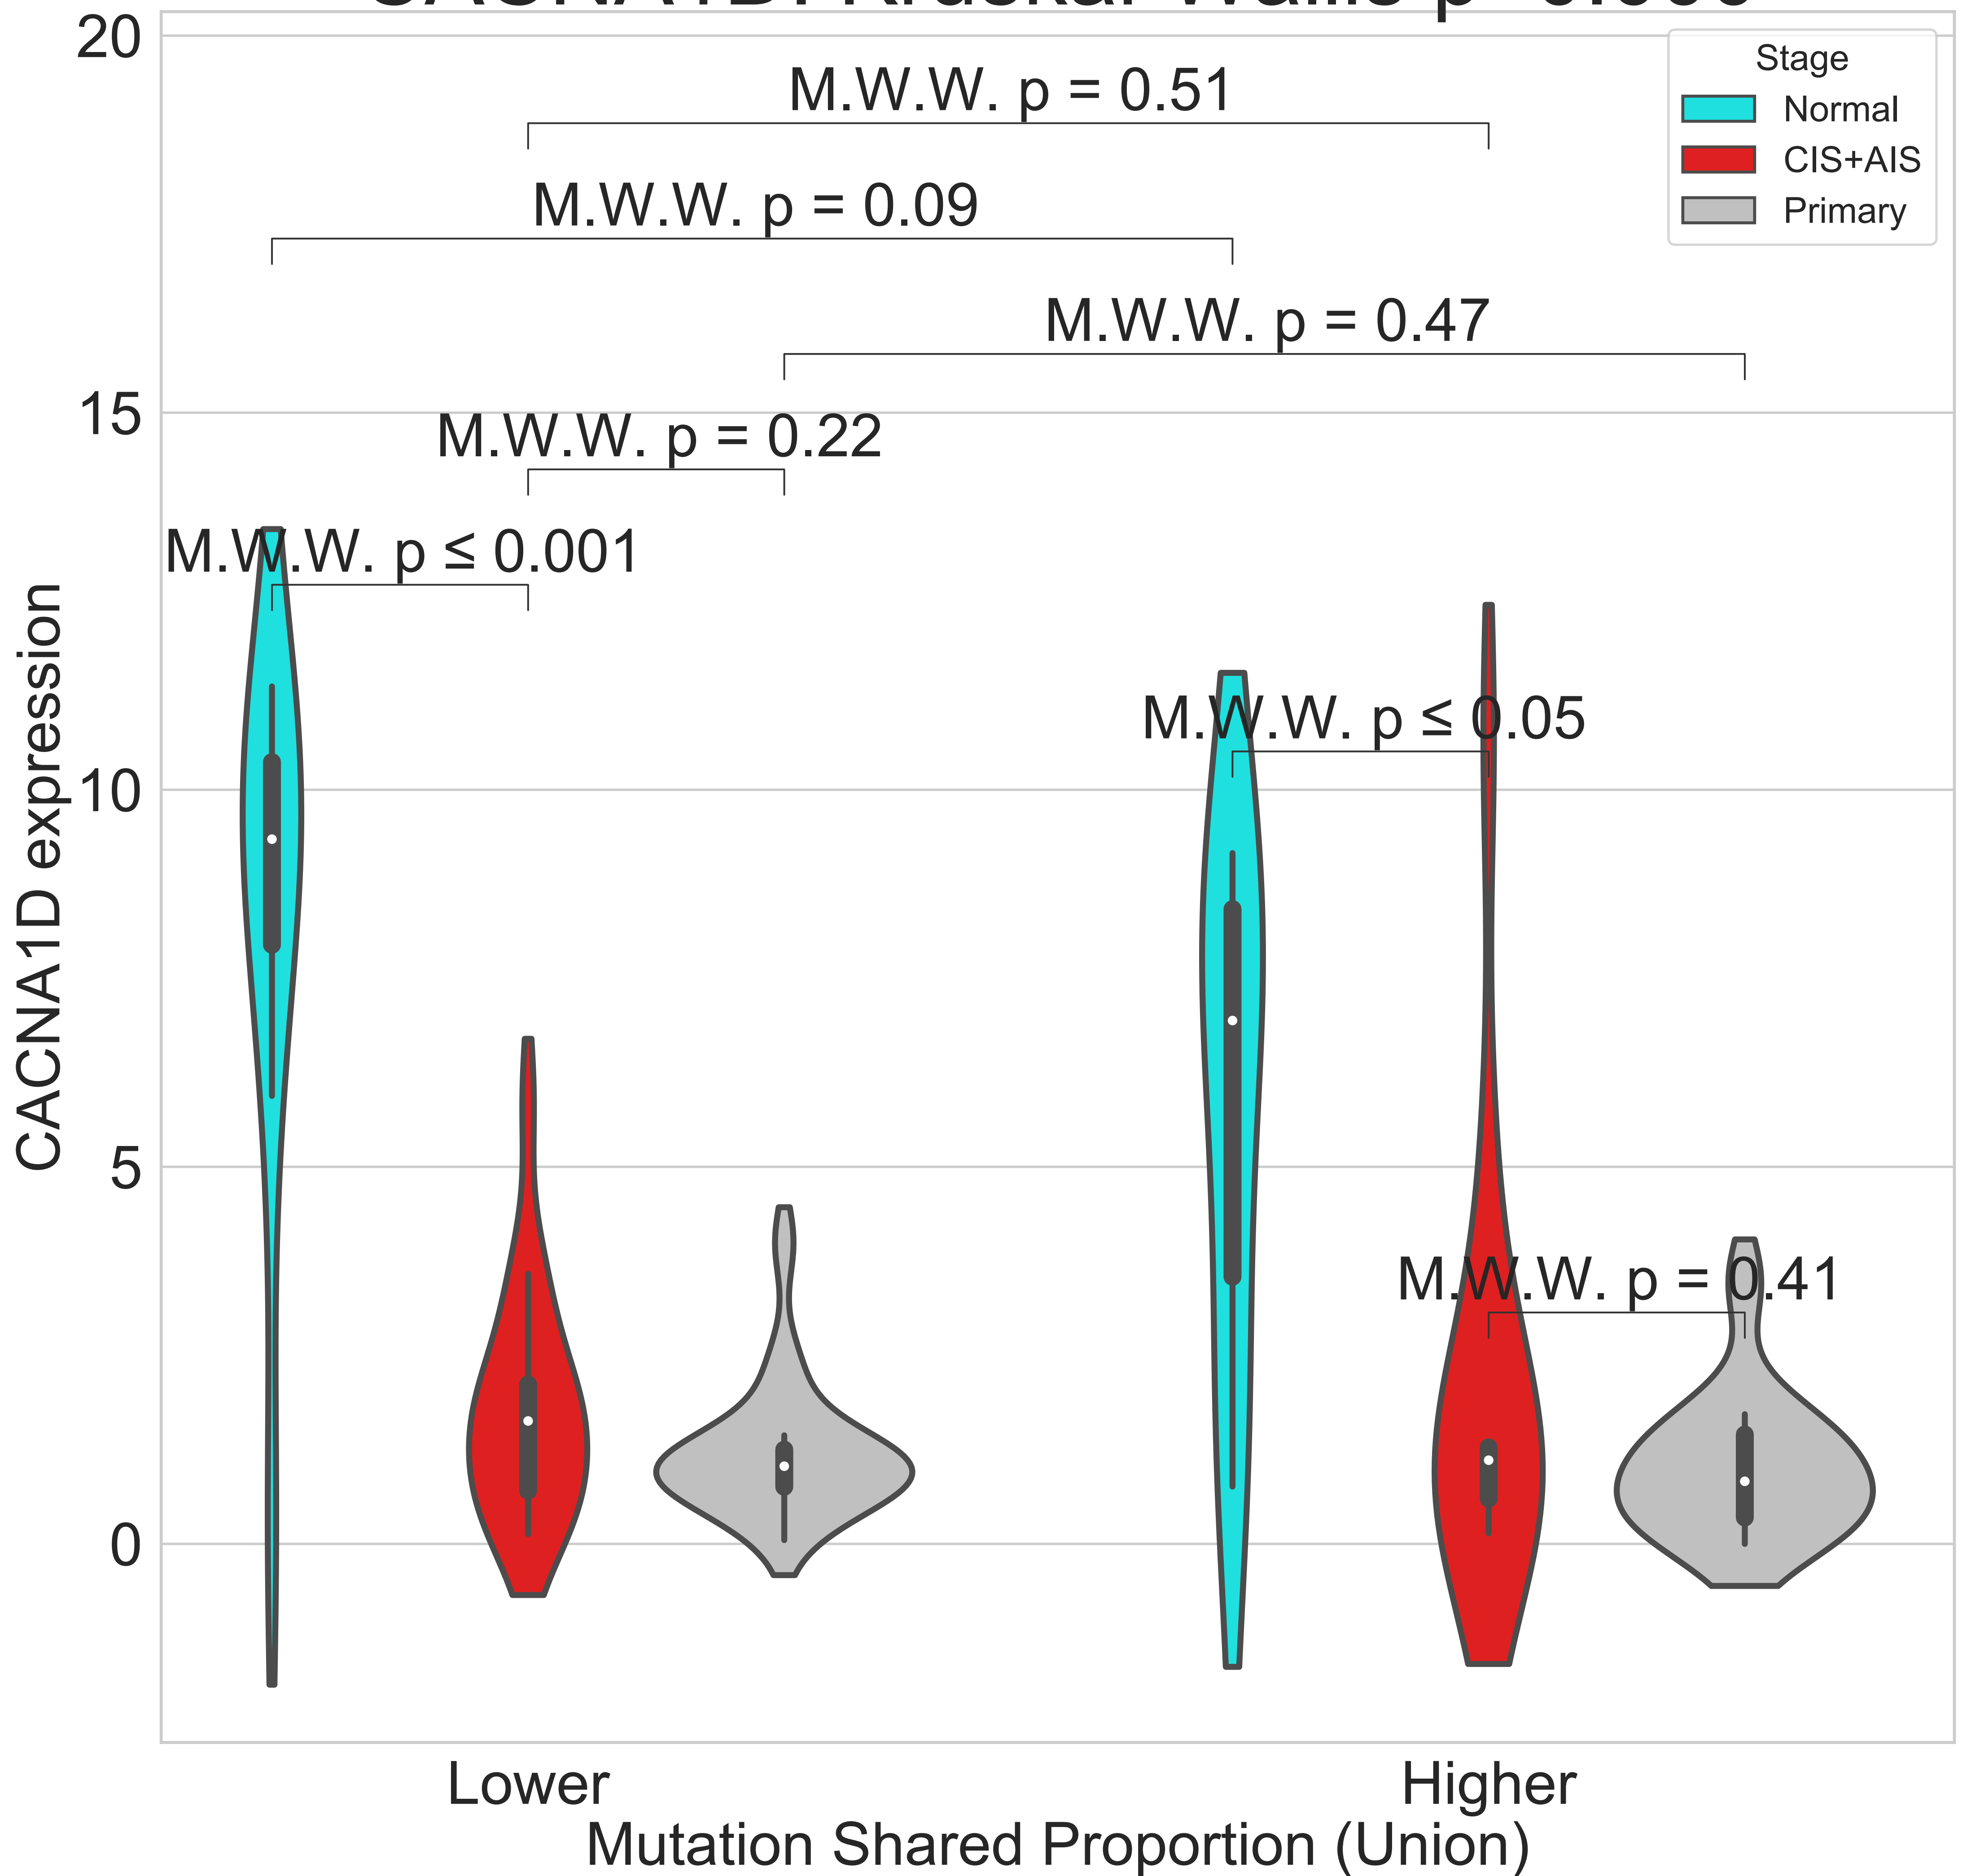 20
M.W.W. p = 0.51
Stage
Normal
CIS+AIS
Primary
M.W.W. p = 0.09
M.W.W. p = 0.47
15
M.W.W. p = 0.22
M.W.W. p ≤ 0.001
M.W.W. p ≤ 0.05
10
CACNA1D expression
5
M.W.W. p = 0.41
0
Lower
Higher
Mutation Shared Proportion (Union)